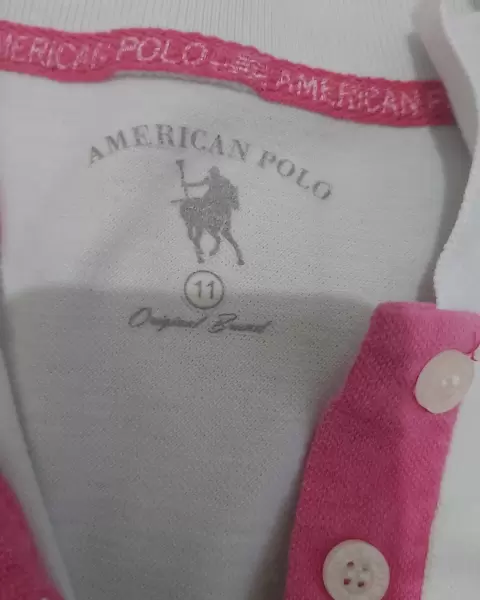 AMERICAN POLO AMERICAN
AMERICAN POLO
11
Original Brand